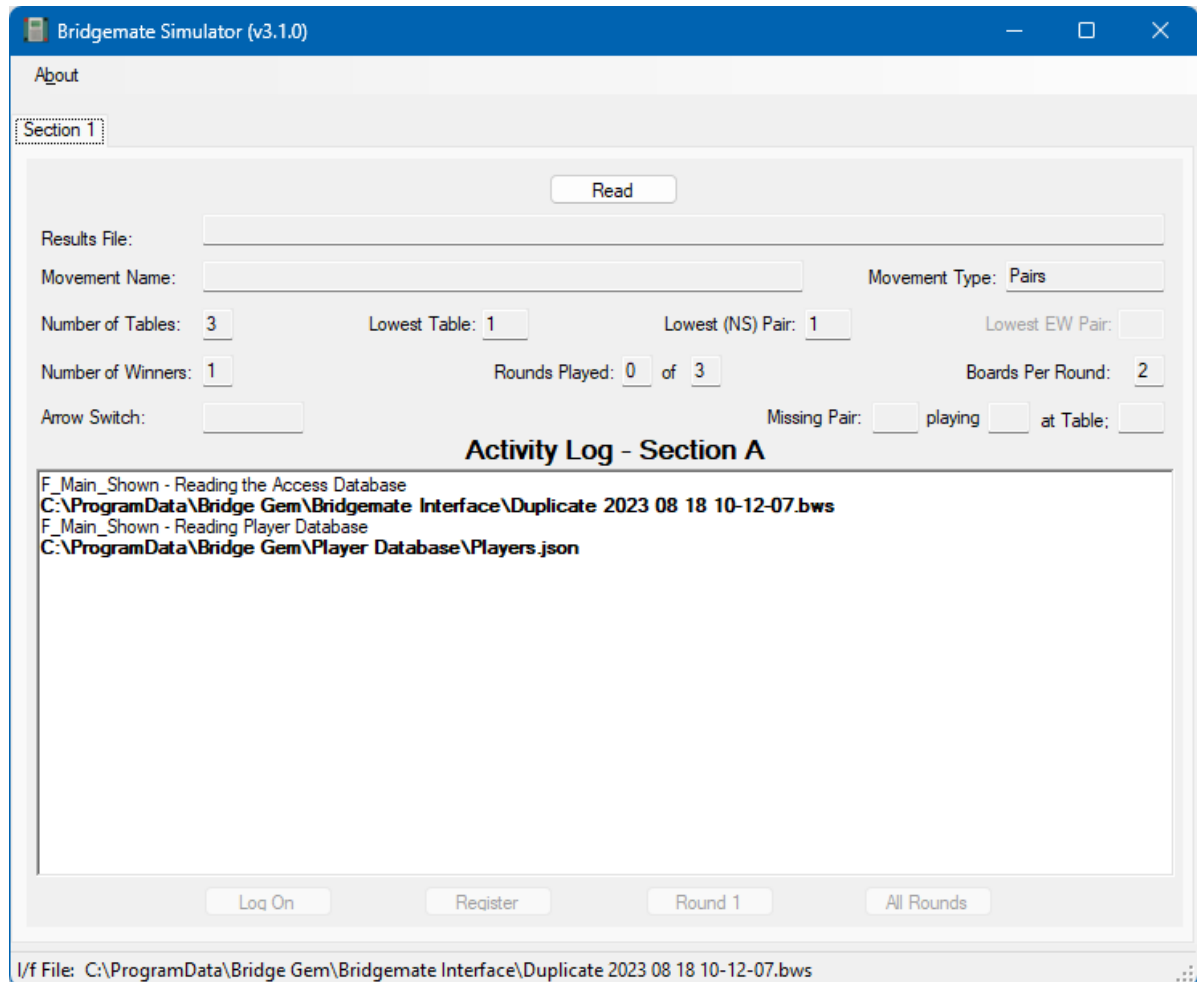 Bridgemate Simulator (v3.1.0)
About
Section 1
Read
Results File:
Movement Name: Movement Type: Pairs
Number of Tables: 3 Lowest Table: 1 Lowest (NS) Pair: 1 Lowest EW Pair:
Number of Winners: 1 Rounds Played: 0 of 3 Boards Per Round: 2
Arrow Switch: Missing Pair: playing at Table;
Activity Log - Section A
F_Main_Shown - Reading the Access Database
C:\ProgramData\Bridge Gem\Bridgemate Interface\Duplicate 2023 08 18 10-12-07.bws
F_Main_Shown - Reading Player Database
C:\ProgramData\Bridge Gem\Player Database\Players.json
Log On Register Round 1 All Rounds
I/f File: C:\ProgramData\Bridge Gem\Bridgemate Interface\Duplicate 2023 08 18 10-12-07.bws